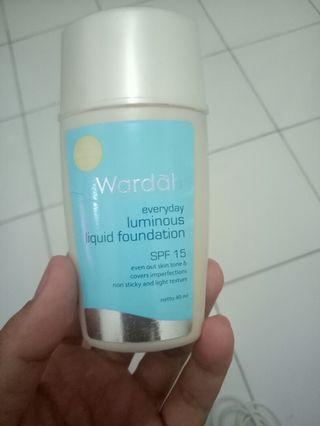 Wardah
everyday
luminous
liquid foundation
SPF 15
even out skin tone &
covers imperfections
non sticky and light texture
netto 40 ml